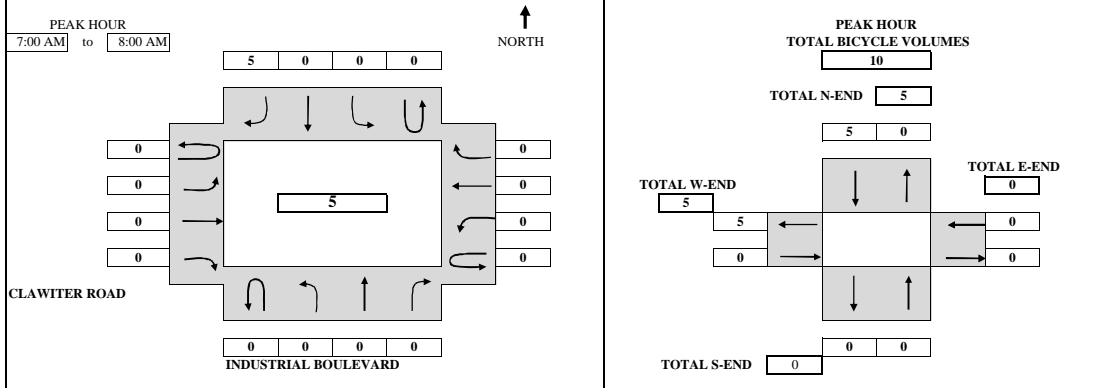 PEAK HOUR
7:00 AM to 8:00 AM
NORTH
5 0 0 0
0 0
0 0
5
0 0
0 0
CLAWITER ROAD
0 0 0 0
INDUSTRIAL BOULEVARD
PEAK HOUR
TOTAL BICYCLE VOLUMES
10
TOTAL N-END 5
5 0
TOTAL E-END
0
TOTAL W-END
5
5 0
0 0
0 0
TOTAL S-END 0